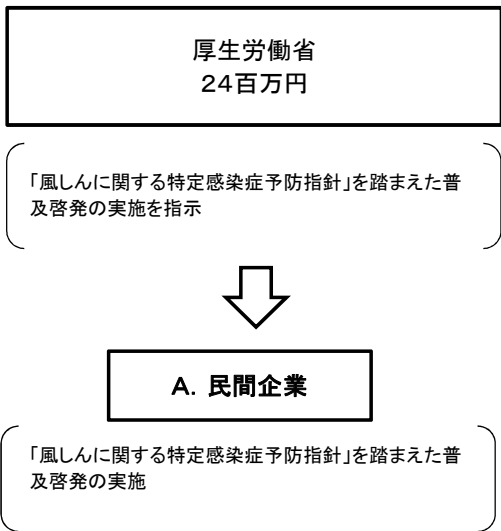 厚生労働省
24百万円
「風しんに関する特定感染症予防指針」を踏まえた普
及啓発の実施を指示
A. 民間企業
「風しんに関する特定感染症予防指針」を踏まえた普
及啓発の実施